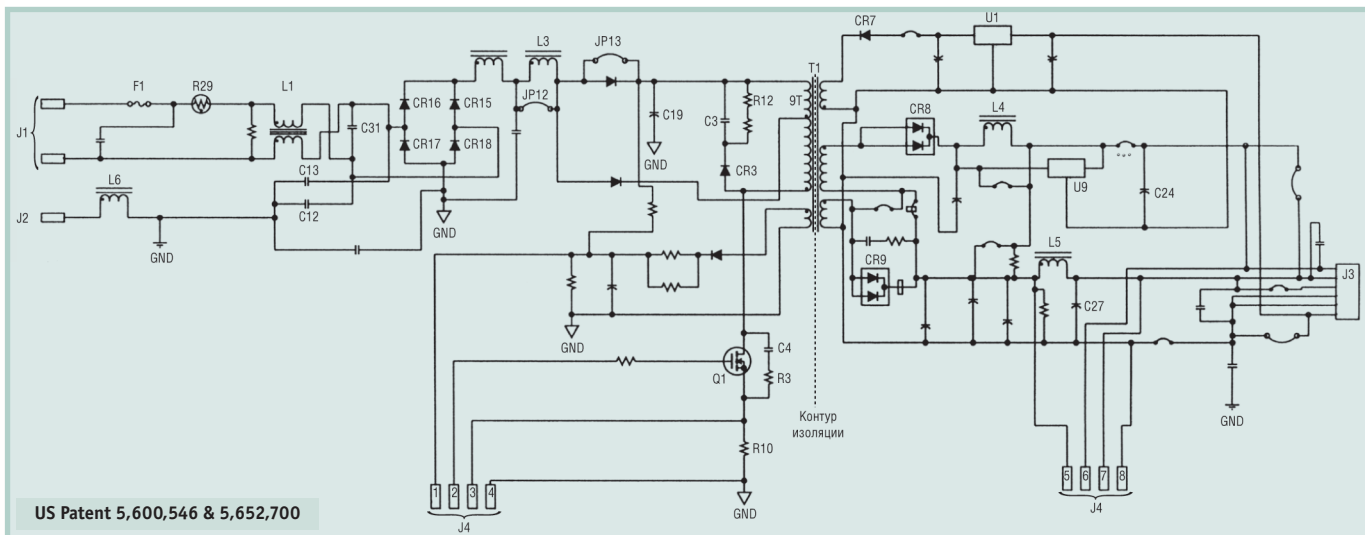 CR7
U1
L3
JP13
T1
F1
R29
L1
CR16
CR15
JP12
9T
R12
CR8
L4
J1
C31
C19
C3
CR17
CR18
GND
CR3
U9
C24
C13
L6
C12
J2
GND
GND
L5
CR9
J3
C27
GND
C4
Q1
R3
Контур
изоляции
GND
R10
1 2 3 4
5 6 7 8
J4
GND
J4
US Patent 5,600,546 & 5,652,700